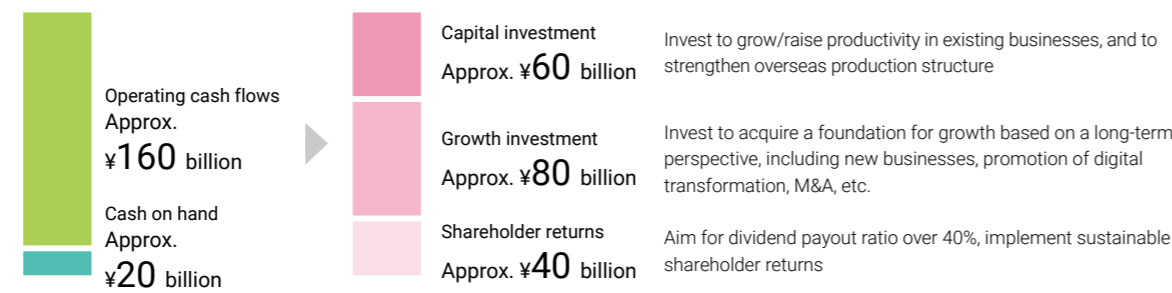 Operating cash flows
Approx.
¥160 billion
Cash on hand
Approx.
¥20 billion
Capital investment
Approx. ¥60 billion
Invest to grow/raise productivity in existing businesses, and to
strengthen overseas production structure
Growth investment
Approx. ¥80 billion
Invest to acquire a foundation for growth based on a long-term
perspective, including new businesses, promotion of digital
transformation, M&A, etc.
Shareholder returns
Approx. ¥40 billion
Aim for dividend payout ratio over 40%, implement sustainable
shareholder returns